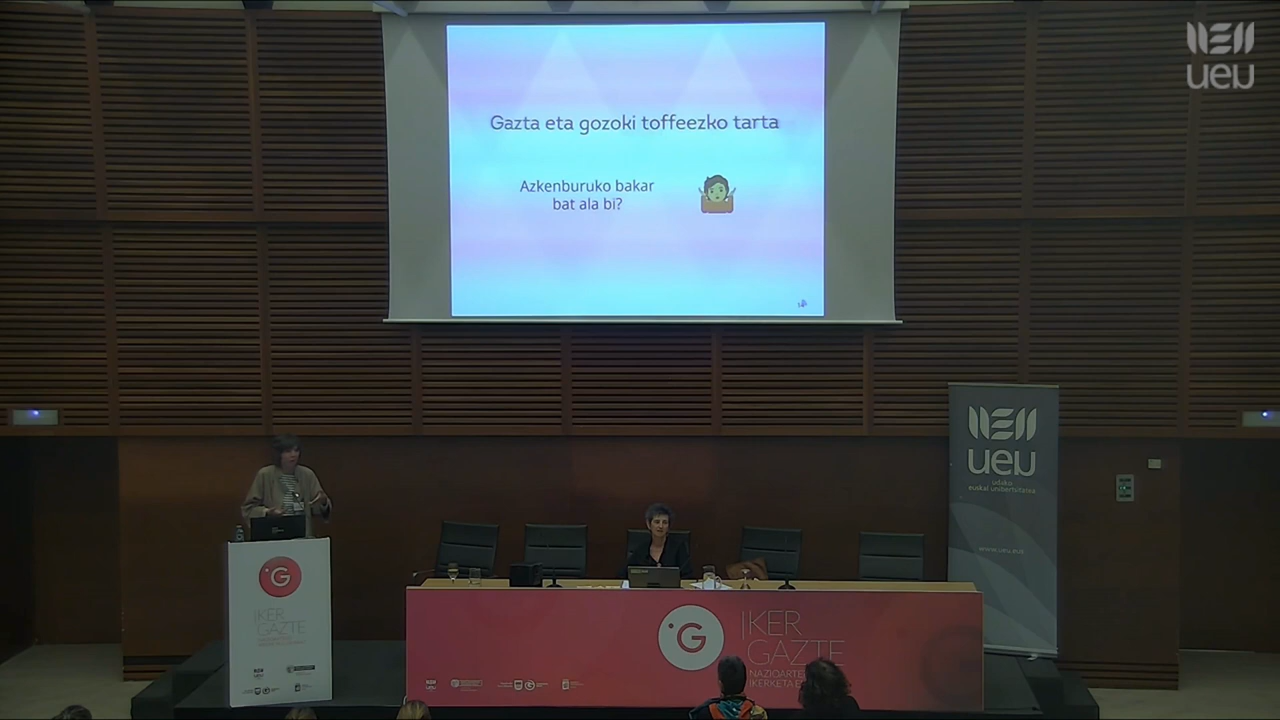 ueu
Gazta eta gozoki toffeezko tarta
Azkenburuko bakar
bat ala bi?
ueu
udako
euskal unibertsitatea
www.ueu.eus
G
IKER
GAZTE
G
IKER
GAZTE
NAZIOARTE
IKERKETA